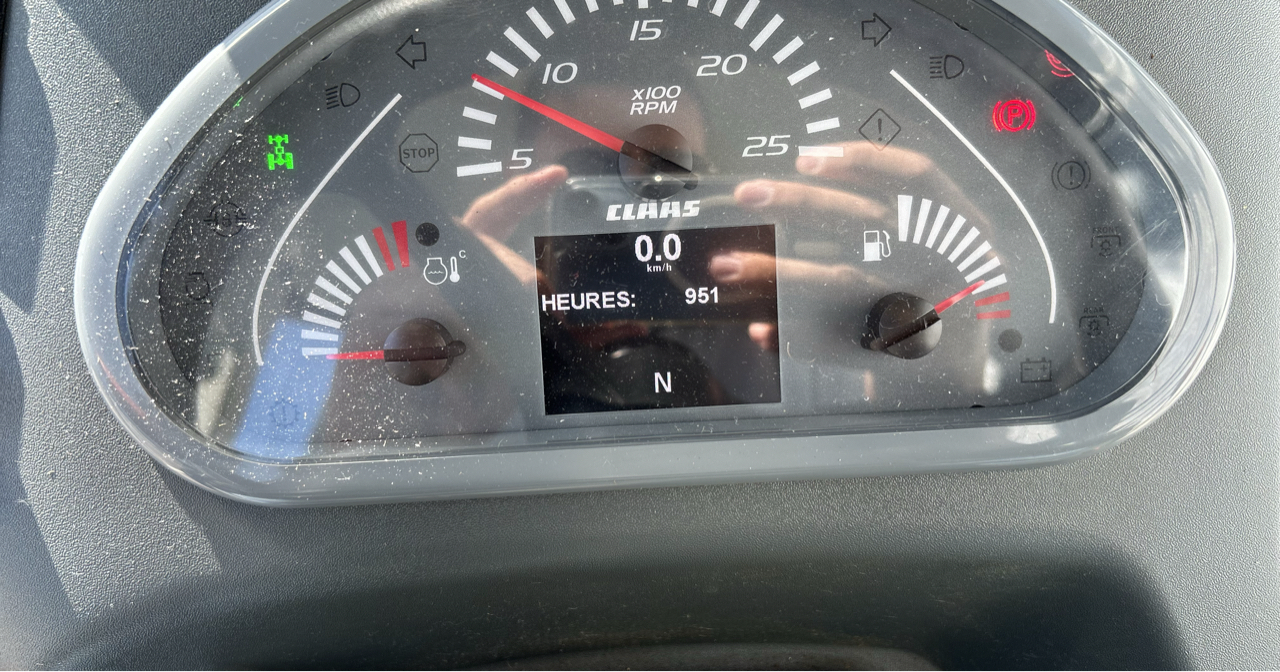 15
10
20
x100
RPM
5
25
STOP
P
CLAAS
°C
0.0
km/h
HEURES: 951
N